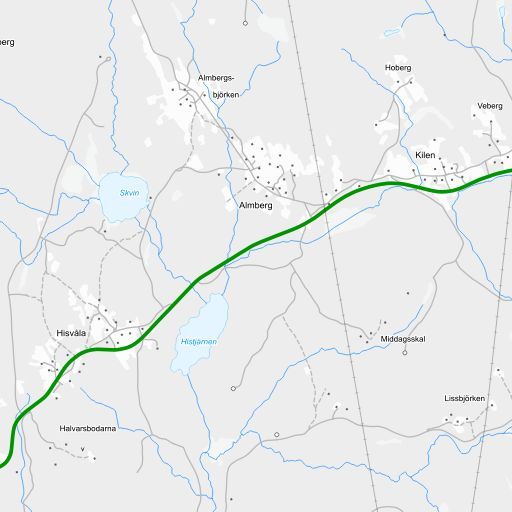 berg
Hoberg
Almbergs-
björken
Veberg
Kilen
Skvin
Almberg
Hisvåla
Histjärnen
Middagsskal
Lissbjörken
Halvarsbodarna
v